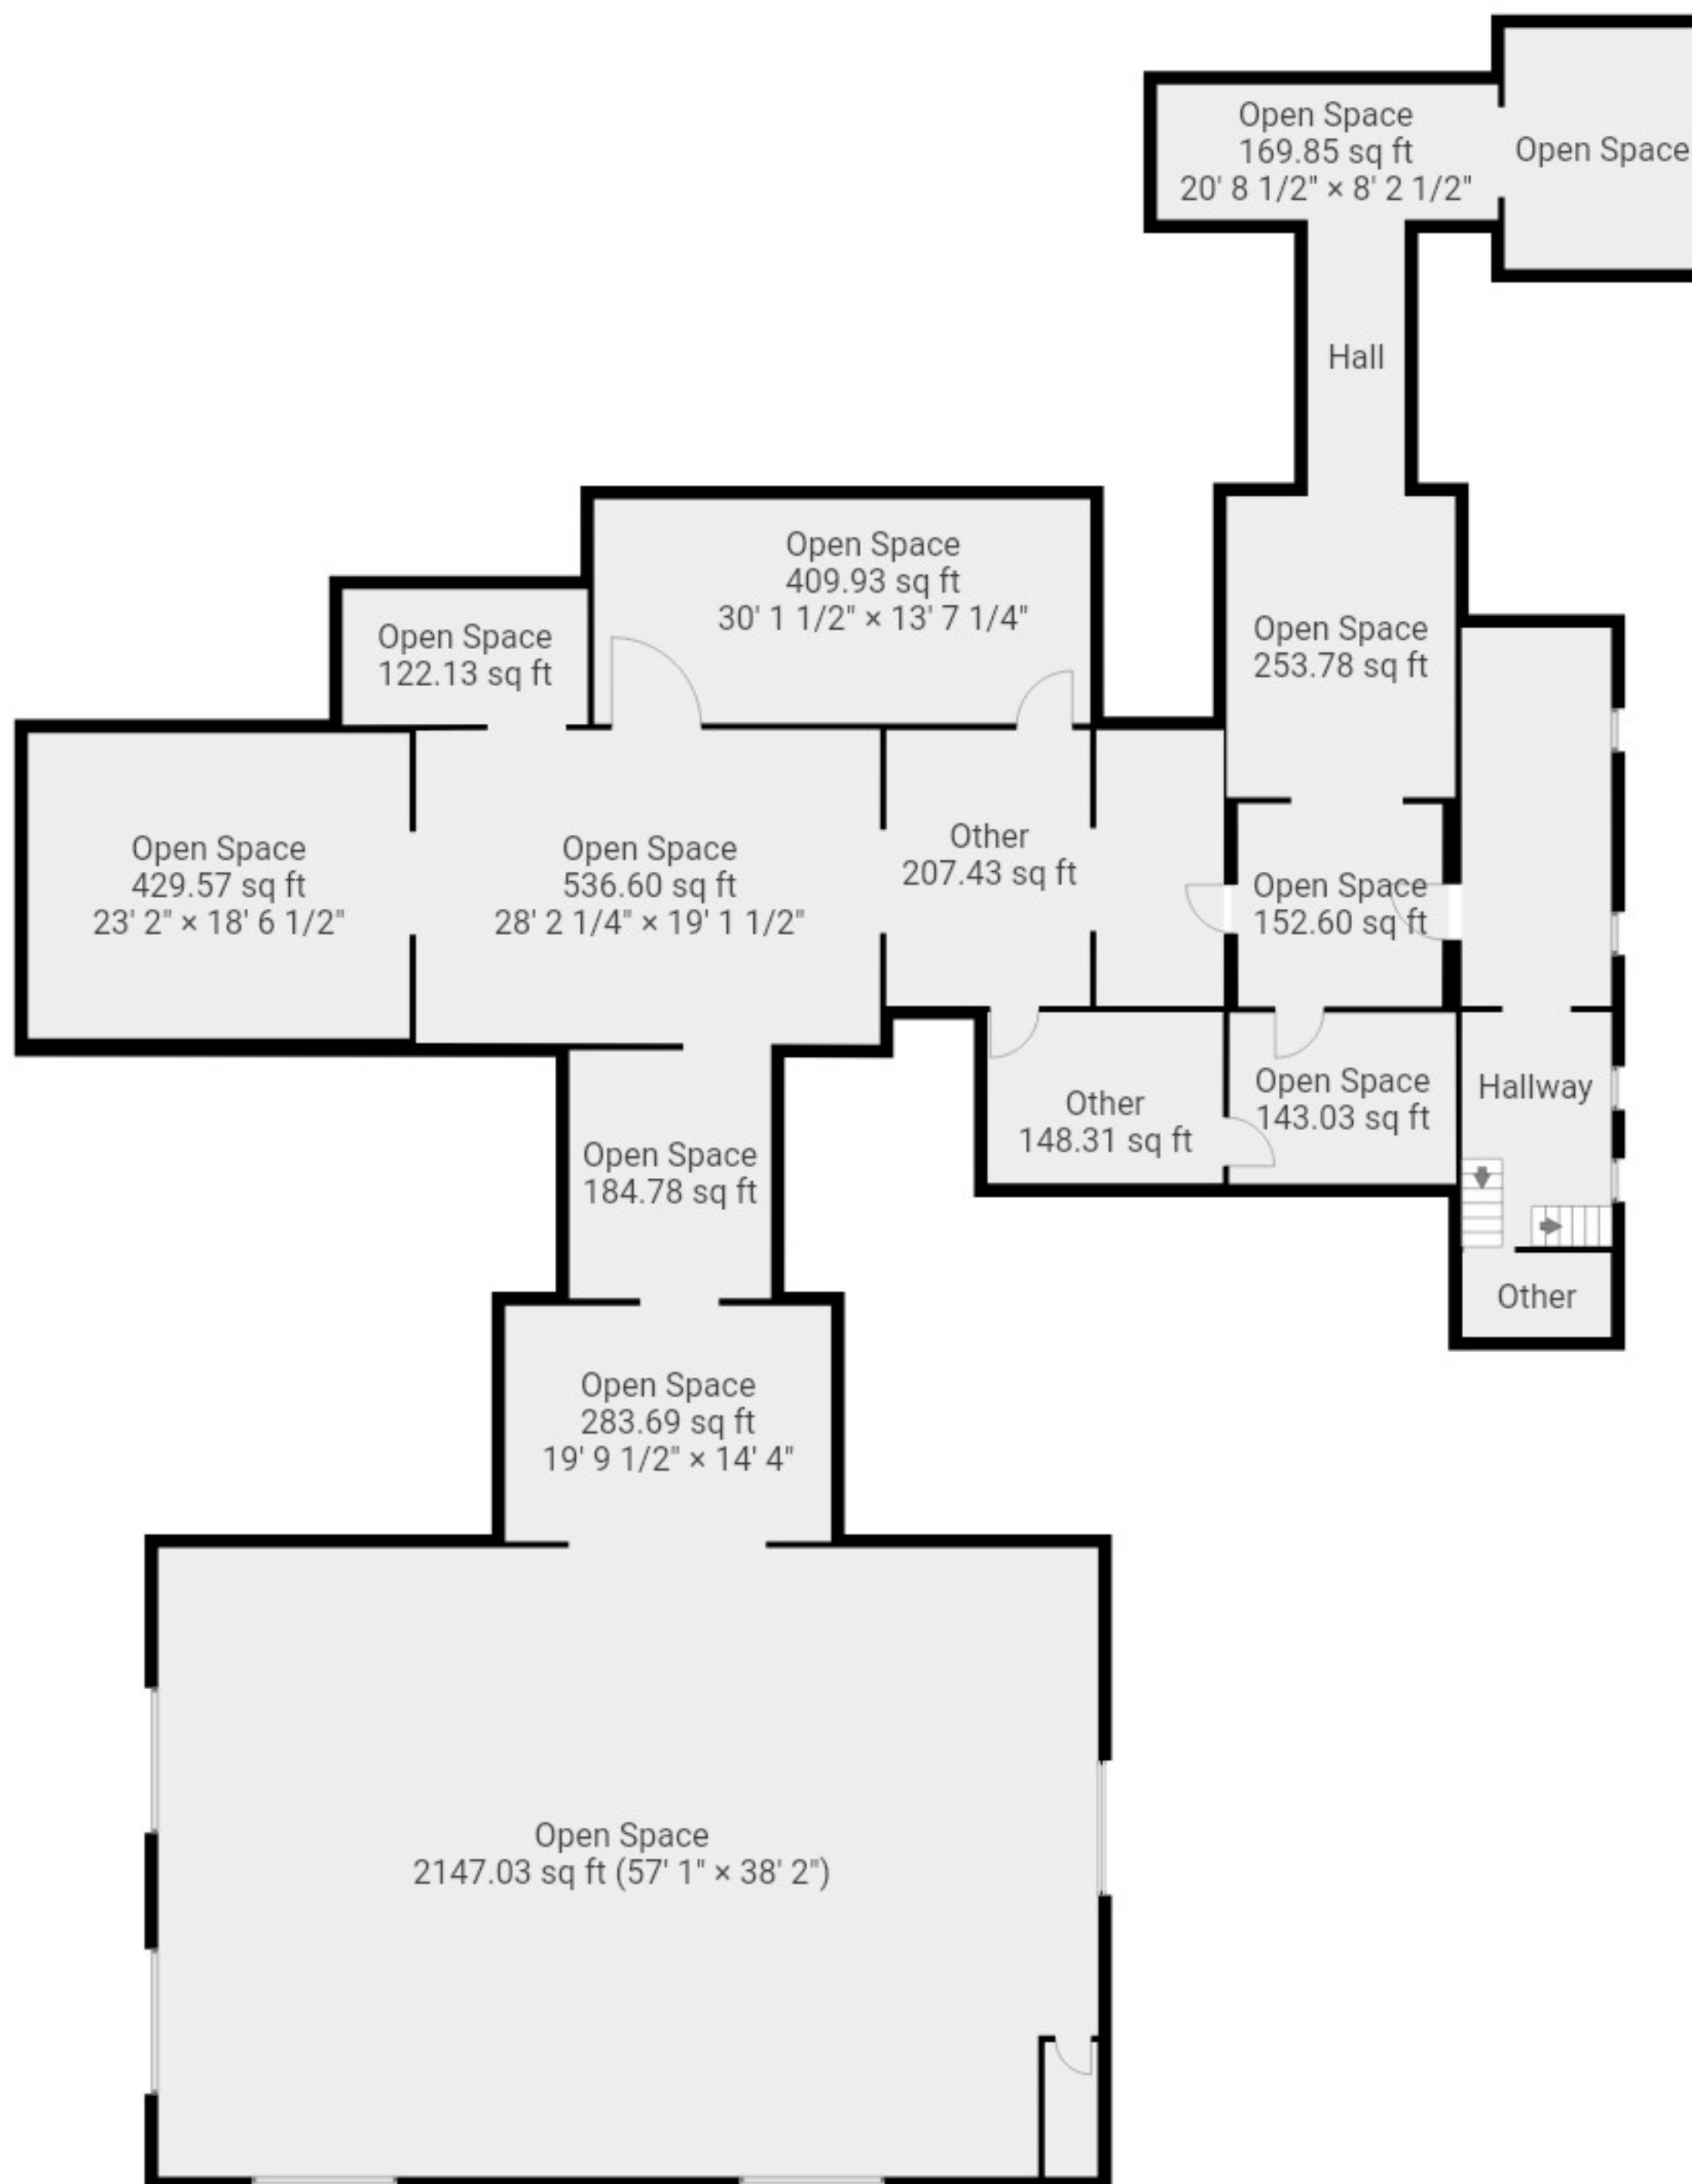 Open Space
169.85 sq ft
20' 8 1/2" × 8' 2 1/2"
Open Space
Hall
Open Space
409.93 sq ft
30' 1 1/2" × 13' 7 1/4"
Open Space
122.13 sq ft
Open Space
253.78 sq ft
Open Space
429.57 sq ft
23' 2" × 18' 6 1/2"
Open Space
536.60 sq ft
28' 2 1/4" × 19' 1 1/2"
Other
207.43 sq ft
Open Space
152.60 sq ft
Other
148.31 sq ft
Open Space
143.03 sq ft
Hallway
Open Space
184.78 sq ft
Other
Open Space
283.69 sq ft
19' 9 1/2" × 14' 4"
Open Space
2147.03 sq ft (57' 1" × 38' 2")